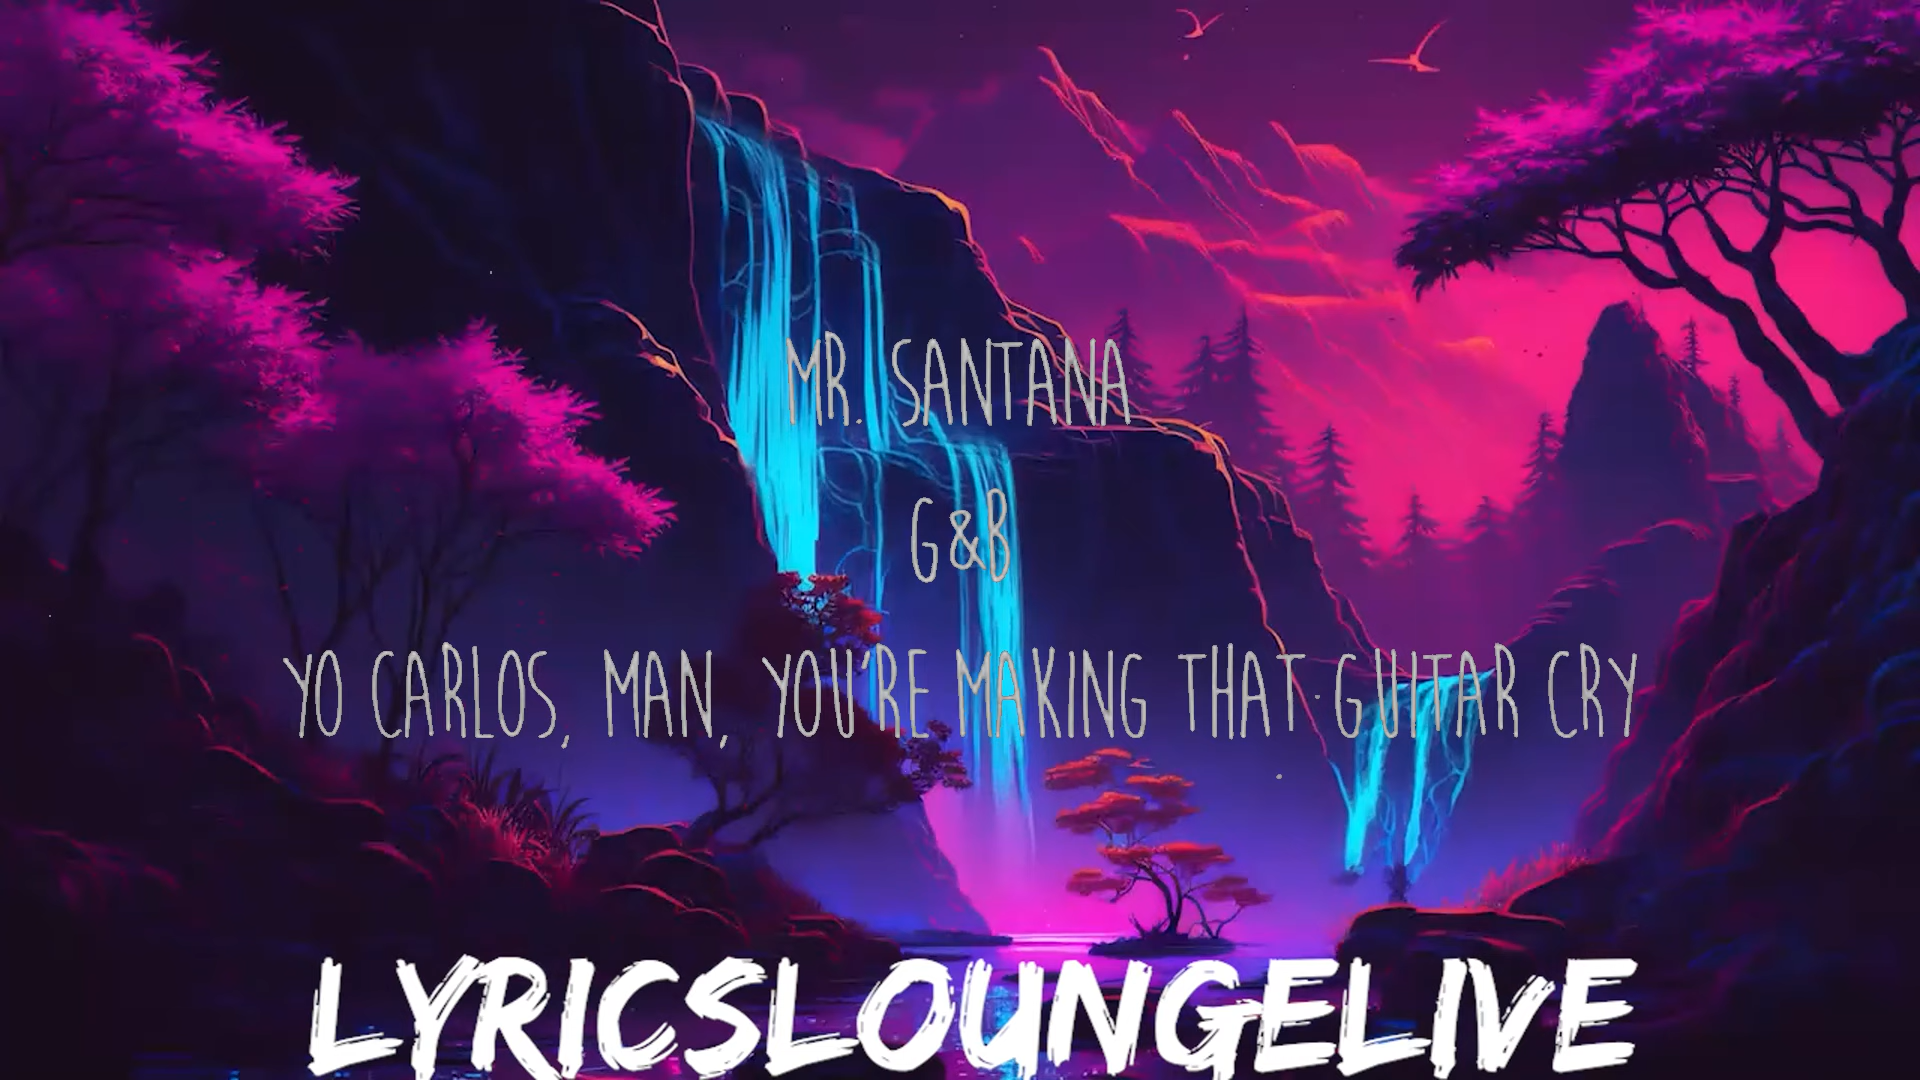 MR. SANTANA
G&B
YO CARLOS, MAN, YOU'RE MAKING THAT GUITAR CRY
LYRICSLOUNGELIVE